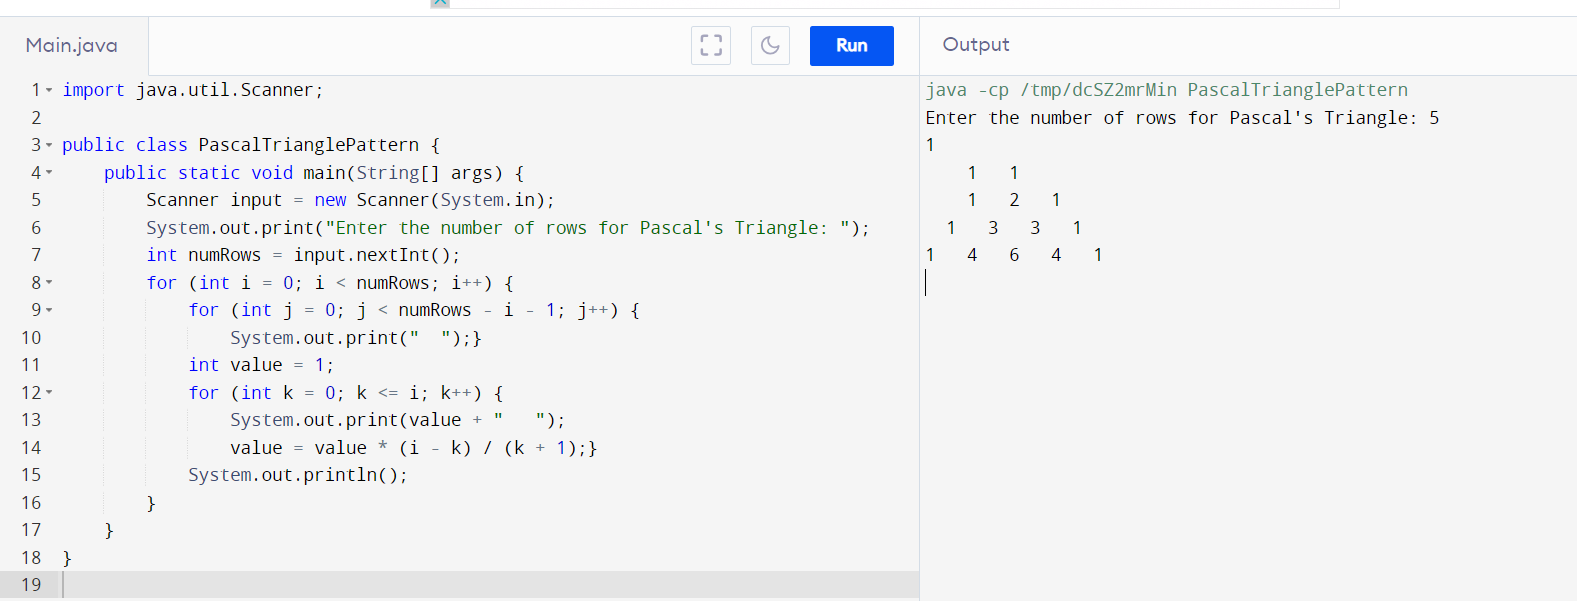 Main.java
Run
Output
1 import java.util.Scanner;
2
3 public class PascalTrianglePattern {
4     public static void main(String[] args) {
5         Scanner input = new Scanner(System.in);
6         System.out.print("Enter the number of rows for Pascal's Triangle: ");
7         int numRows = input.nextInt();
8         for (int i = 0; i < numRows; i++) {
9             for (int j = 0; j < numRows - i - 1; j++) {
10                 System.out.print("  ");}
11             int value = 1;
12             for (int k = 0; k <= i; k++) {
13                 System.out.print(value + "   ");
14                 value = value * (i - k) / (k + 1);}
15             System.out.println();
16         }
17     }
18 }
19
java -cp /tmp/dcSZ2mrMin PascalTrianglePattern
Enter the number of rows for Pascal's Triangle: 5
1
    1   1
    1   2   1
  1   3   3   1
1   4   6   4   1